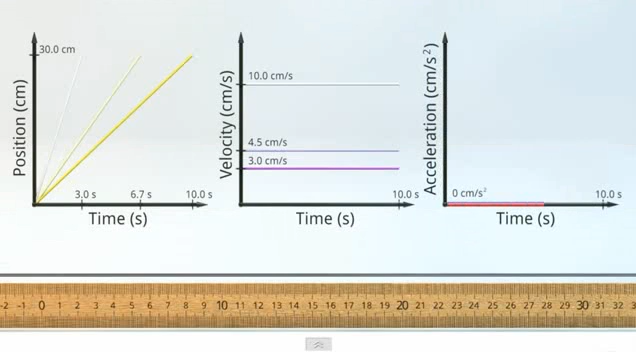 Position (cm)
30.0 cm
3.0 s
6.7 s
10.0 s
Time (s)
Velocity (cm/s)
10.0 cm/s
4.5 cm/s
3.0 cm/s
10.0 s
Time (s)
Acceleration (cm/s²)
0 cm/s²
10.0 s
Time (s)
-2 -1 0 1 2 3 4 5 6 7 8 9 10 11 12 13 14 15 16 17 18 19 20 21 22 23 24 25 26 27 28 29 30 31 32